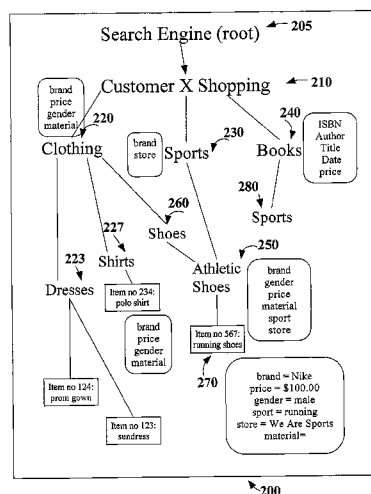 Search Engine (root)
205
Customer X Shopping
210
brand
price
gender
material
220
Clothing
brand
store
230
Sports
240
Books
ISBN
Author
Title
Date
price
280
Sports
260
Shoes
227
Shirts
250
Athletic
Shoes
223
Dresses
Item no 234:
polo shirt
brand
price
gender
material
brand
gender
price
material
sport
store
Item no 567:
running shoes
270
Item no 124:
prom gown
Item no 123:
sundress
brand = Nike
price = $100.00
gender = male
sport = running
store = We Are Sports
material=
200